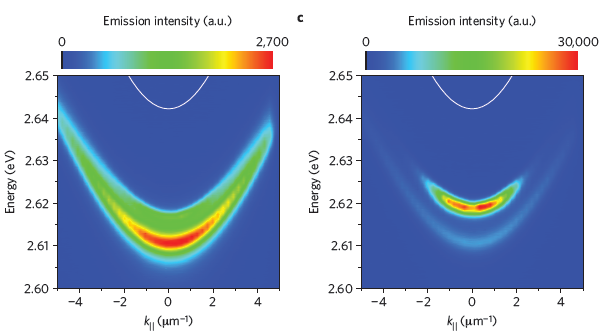 Emission intensity (a.u.)
0 2,700
2.65
2.64
2.63
2.62
2.61
2.60
Energy (eV)
−4 −2 0 2 4
k|| (μm⁻¹)
c
Emission intensity (a.u.)
0 30,000
2.65
2.64
2.63
2.62
2.61
2.60
Energy (eV)
−4 −2 0 2 4
k|| (μm⁻¹)